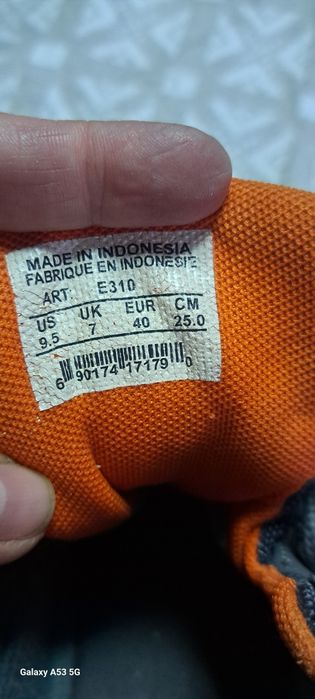 MADE IN INDONESIA
FABRIQUE EN INDONESIE
ART. E310
US UK EUR CM
9.5 7 40 25.0
6 90174 17179 0
Galaxy A53 5G